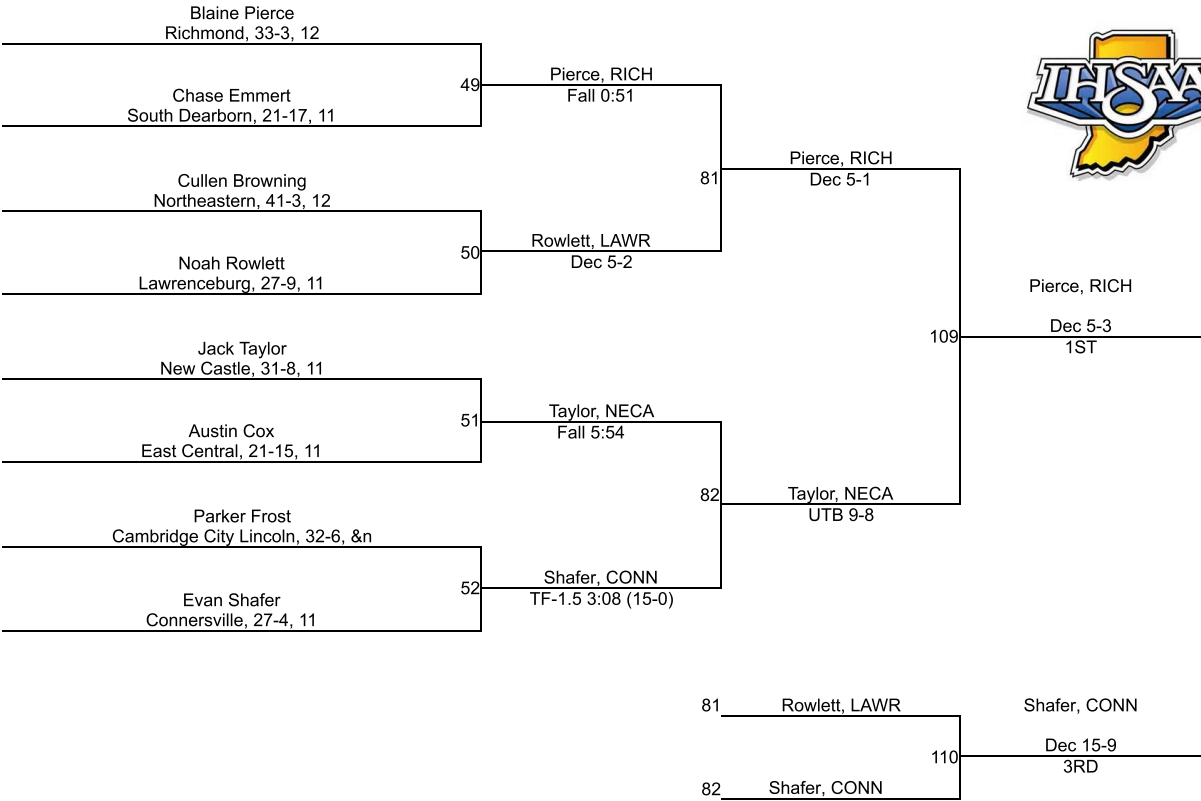 Blaine Pierce
Richmond, 33-3, 12
49
Chase Emmert
South Dearborn, 21-17, 11
Pierce, RICH
Fall 0:51
81
Cullen Browning
Northeastern, 41-3, 12
50
Noah Rowlett
Lawrenceburg, 27-9, 11
Rowlett, LAWR
Dec 5-2
Pierce, RICH
Dec 5-1
109
Jack Taylor
New Castle, 31-8, 11
51
Austin Cox
East Central, 21-15, 11
Taylor, NECA
Fall 5:54
82
Parker Frost
Cambridge City Lincoln, 32-6, &n
52
Evan Shafer
Connersville, 27-4, 11
Shafer, CONN
TF-1.5 3:08 (15-0)
Taylor, NECA
UTB 9-8
IHSAA
Pierce, RICH
Dec 5-3
1ST
81
Rowlett, LAWR
110
82
Shafer, CONN
Shafer, CONN
Dec 15-9
3RD